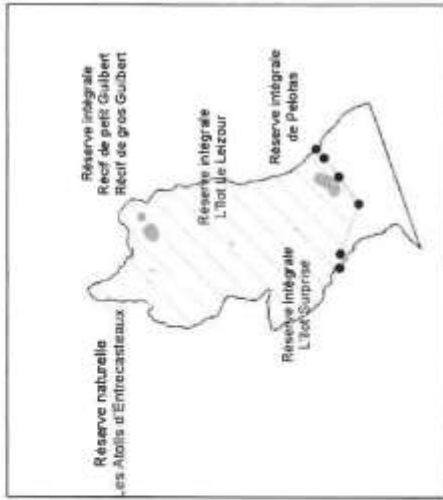 Réserve naturelle
Les Atolls d'Entrecasteaux
Réserve intégrale
Récif de petit Guilbert
Récif de gros Guilbert
Réserve intégrale
L'îlot Le Leizour
Réserve Intégrale
L'îlot Surprise
Réserve intégrale
de Pelotas